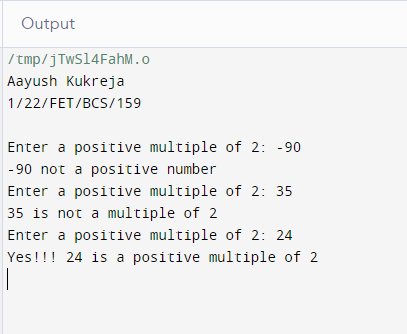 Output
/tmp/jTwSl4FahM.o
Aayush Kukreja
1/22/FET/BCS/159
Enter a positive multiple of 2: -90
-90 not a positive number
Enter a positive multiple of 2: 35
35 is not a multiple of 2
Enter a positive multiple of 2: 24
Yes!!! 24 is a positive multiple of 2